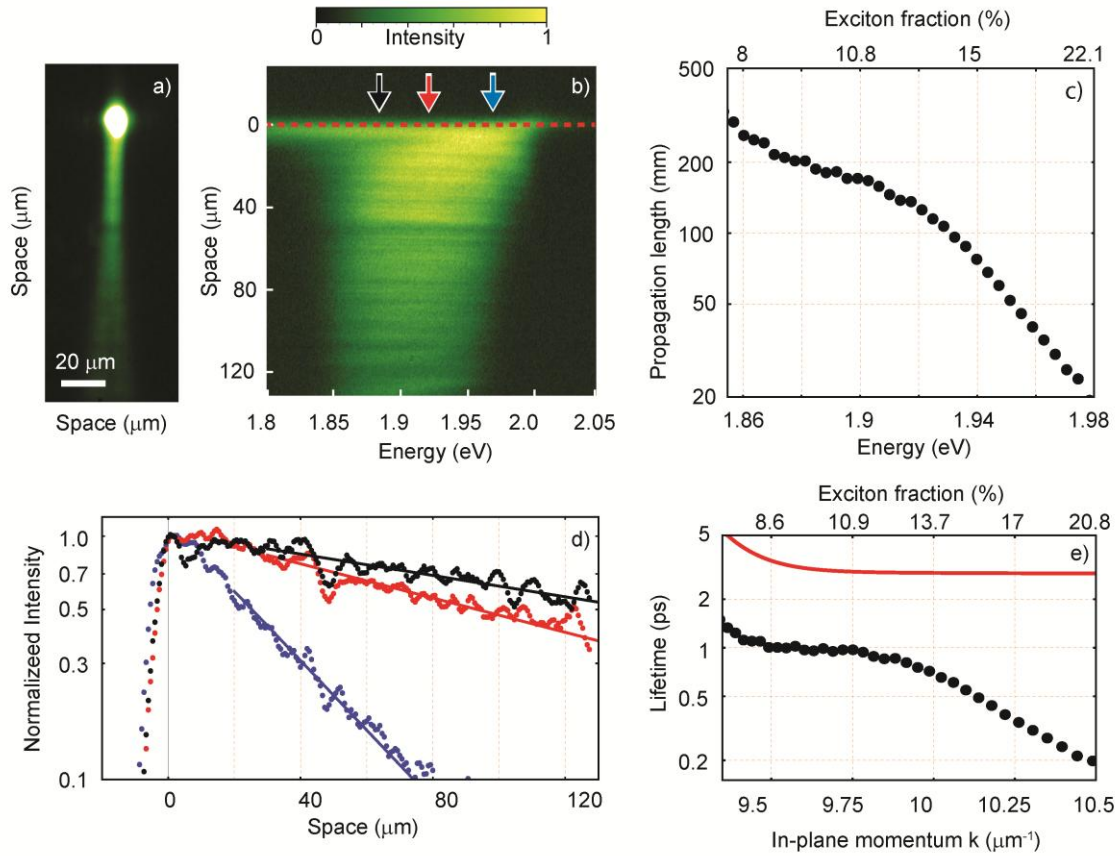 0 Intensity 1
a)
Space (μm)
20 μm
Space (μm)
b)
0
40
80
120
Space (μm)
1.8 1.85 1.9 1.95 2.0 2.05
Energy (eV)
Exciton fraction (%)
8 10.8 15 22.1
c)
500
200
100
50
20
Propagation length (mm)
1.86 1.9 1.94 1.98
Energy (eV)
d)
1.0
0.7
0.5
0.3
0.1
Normalizeed Intensity
0 40 80 120
Space (μm)
Exciton fraction (%)
8.6 10.9 13.7 17 20.8
e)
5
2
1
0.5
0.2
Lifetime (ps)
9.5 9.75 10 10.25 10.5
In-plane momentum k (μm⁻¹)